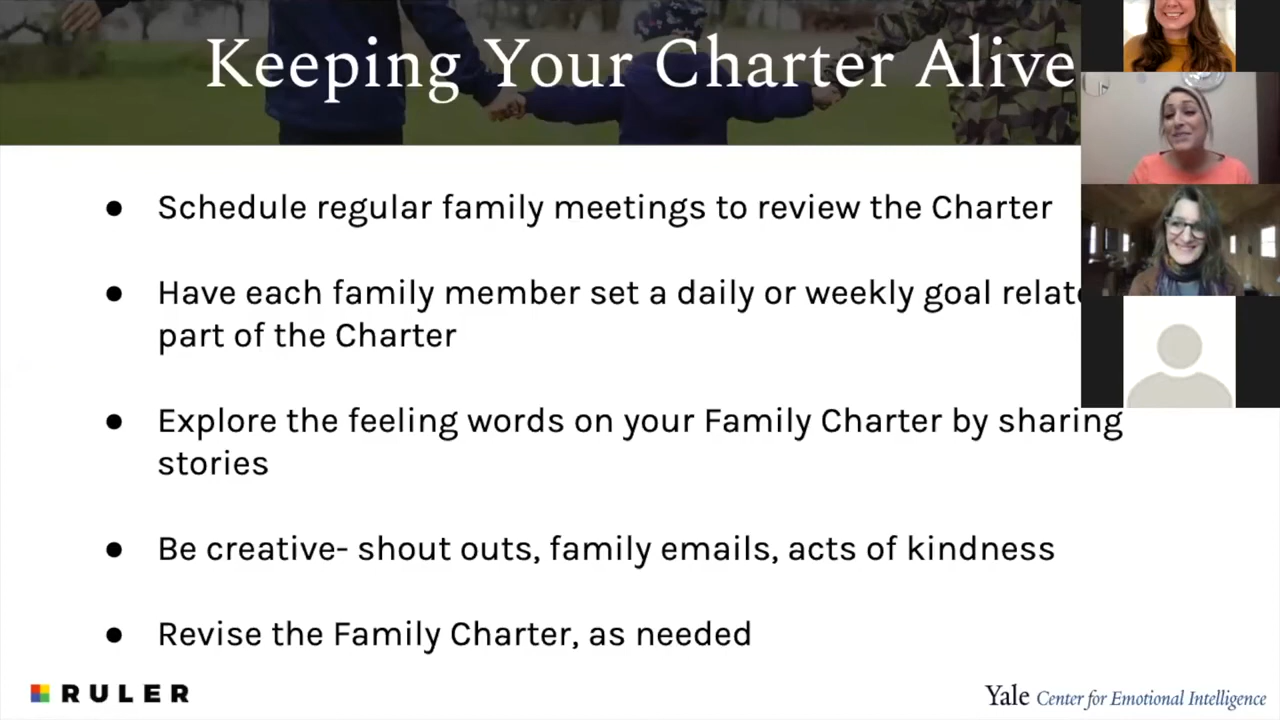 Keeping Your Charter Alive
● Schedule regular family meetings to review the Charter
● Have each family member set a daily or weekly goal
part of the Charter
● Explore the feeling words on your Family Charter by sharing
stories
● Be creative- shout outs, family emails, acts of kindness
● Revise the Family Charter, as needed
RULER
Yale Center for Emotional Intelligence